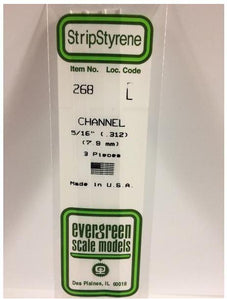 StripStyrene
Item No. Loc. Code
268 L
CHANNEL
5/16" (.312)
(7.9 mm)
3 Pieces
Made in U.S.A.
evergreen
scale models
Des Plaines, IL 60018